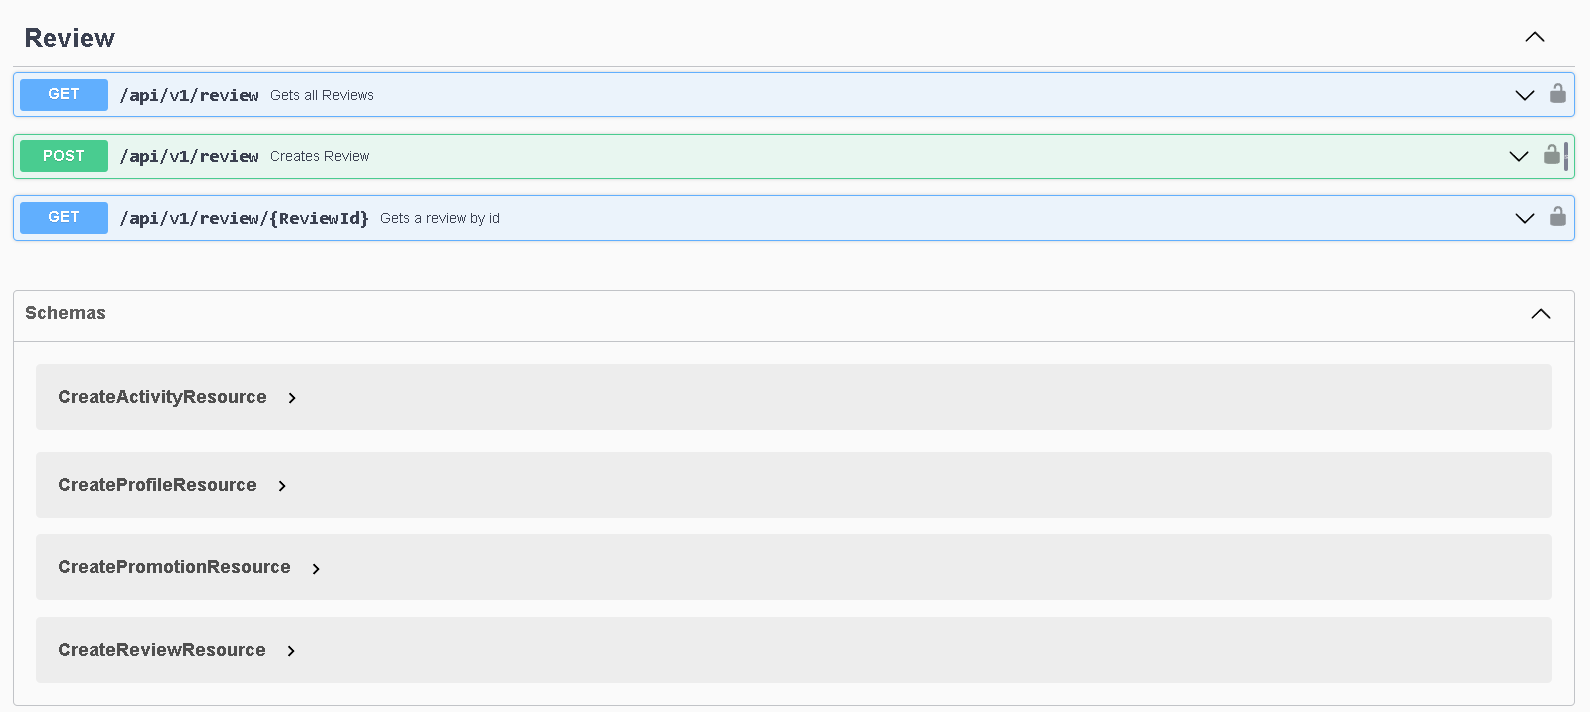 Review
GET /api/v1/review Gets all Reviews
POST /api/v1/review Creates Review
GET /api/v1/review/{ReviewId} Gets a review by id
Schemas
CreateActivityResource
CreateProfileResource
CreatePromotionResource
CreateReviewResource